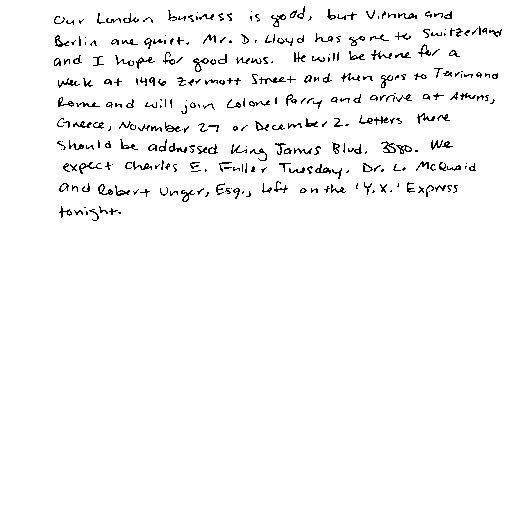 Our London business is good, but Vienna and
Berlin are quiet. Mr. D. Lloyd has gone to Switzerland
and I hope for good news. He will be there for a
week at 1496 Zermott Street and then goes to Turin and
Rome and will join Colonel Parry and arrive at Athens,
Greece, November 27 or December 2. Letters there
should be addressed King James Blvd. 3580. We
expect Charles E. Fuller Tuesday. Dr. L. McQuaid
and Robert Unger, Esq., left on the 'Y.X.' Express
tonight.